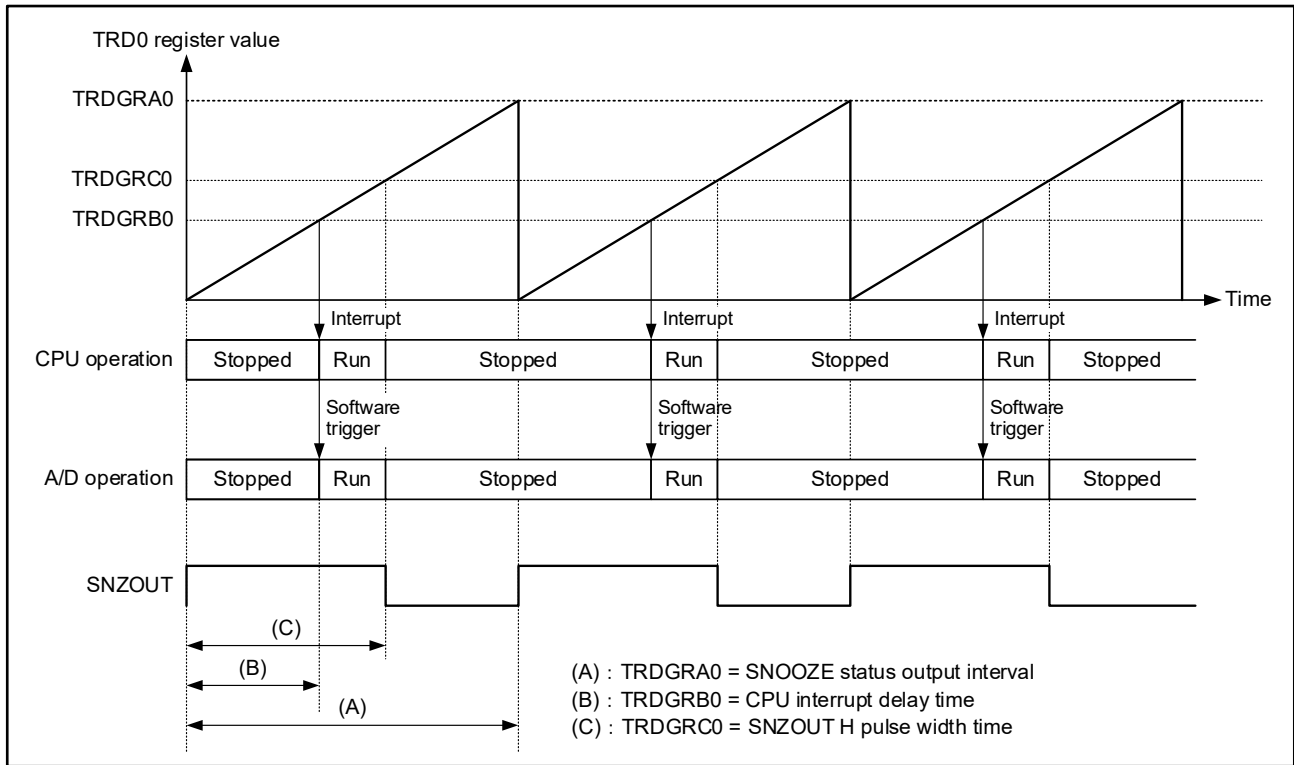 TRD0 register value
TRDGRA0
TRDGRC0
TRDGRB0
Time
Interrupt Interrupt Interrupt
CPU operation Stopped Run Stopped Run Stopped Run Stopped
Software trigger Software trigger Software trigger
A/D operation Stopped Run Stopped Run Stopped Run Stopped
SNZOUT
(C)
(B)
(A)
(A) : TRDGRA0 = SNOOZE status output interval
(B) : TRDGRB0 = CPU interrupt delay time
(C) : TRDGRC0 = SNZOUT H pulse width time